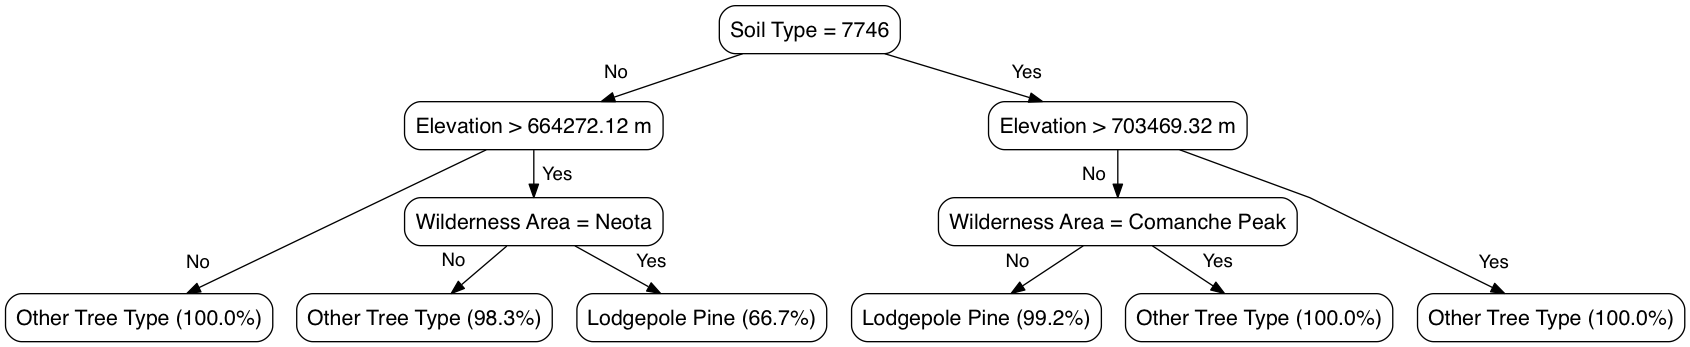 Soil Type = 7746
No
Yes
Elevation > 664272.12 m
Elevation > 703469.32 m
Yes
No
Wilderness Area = Neota
Wilderness Area = Comanche Peak
No
No
Yes
No
Yes
Yes
Other Tree Type (100.0%)
Other Tree Type (98.3%)
Lodgepole Pine (66.7%)
Lodgepole Pine (99.2%)
Other Tree Type (100.0%)
Other Tree Type (100.0%)